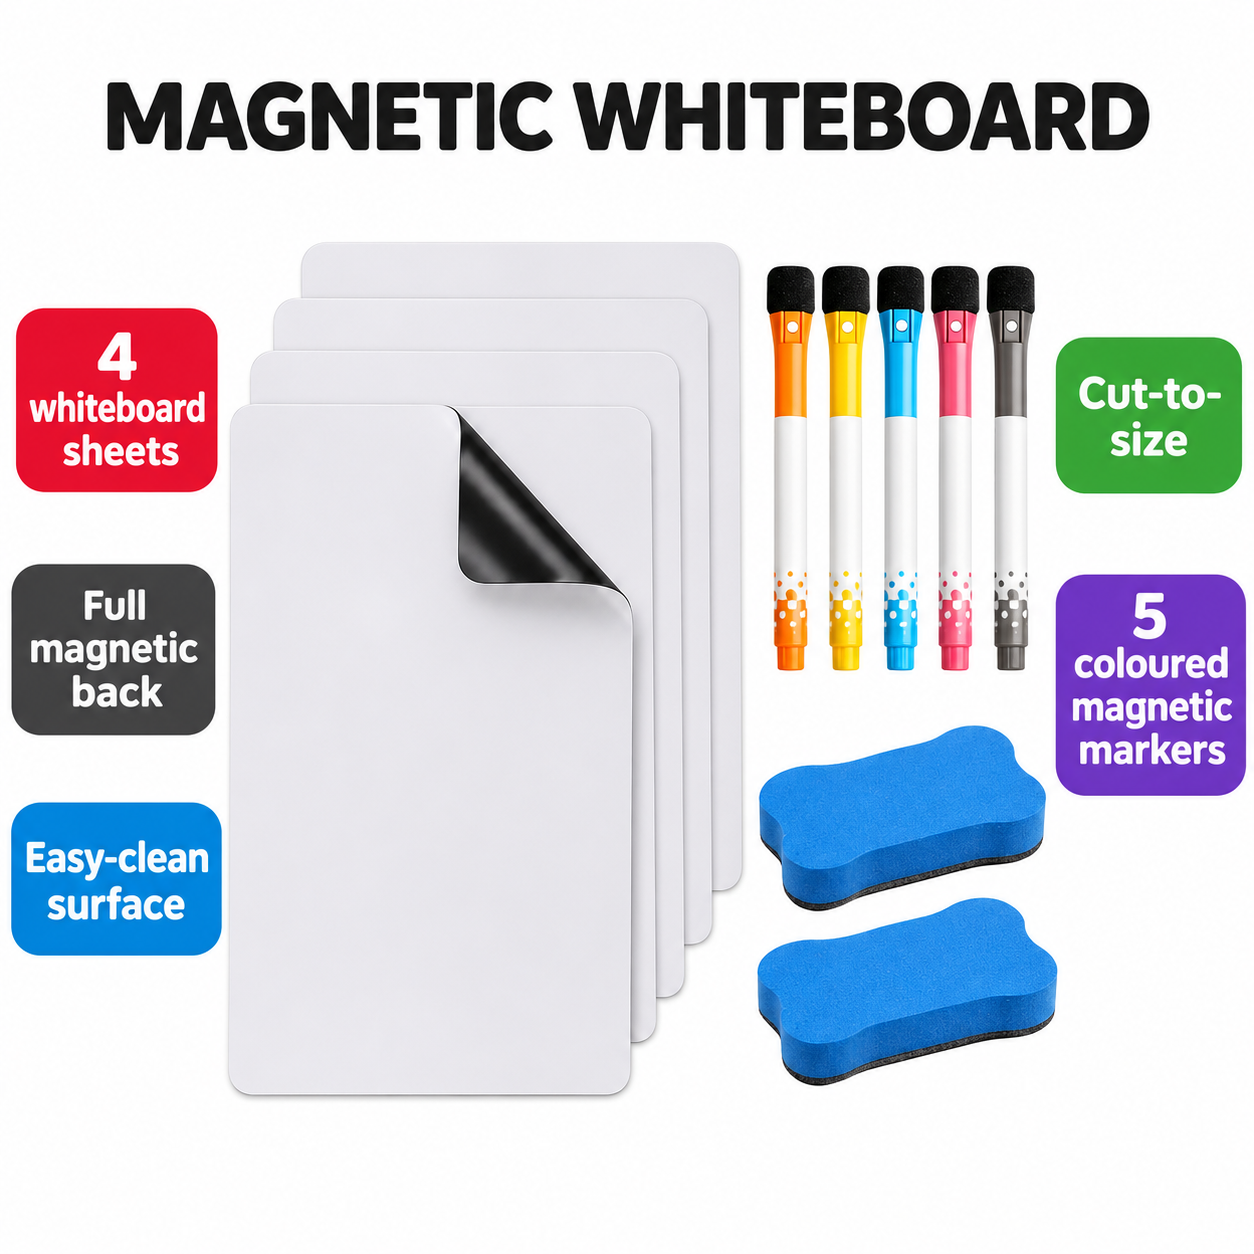 MAGNETIC WHITEBOARD
4
whiteboard
sheets
Full
magnetic
back
Easy-clean
surface
Cut-to-
size
5
coloured
magnetic
markers